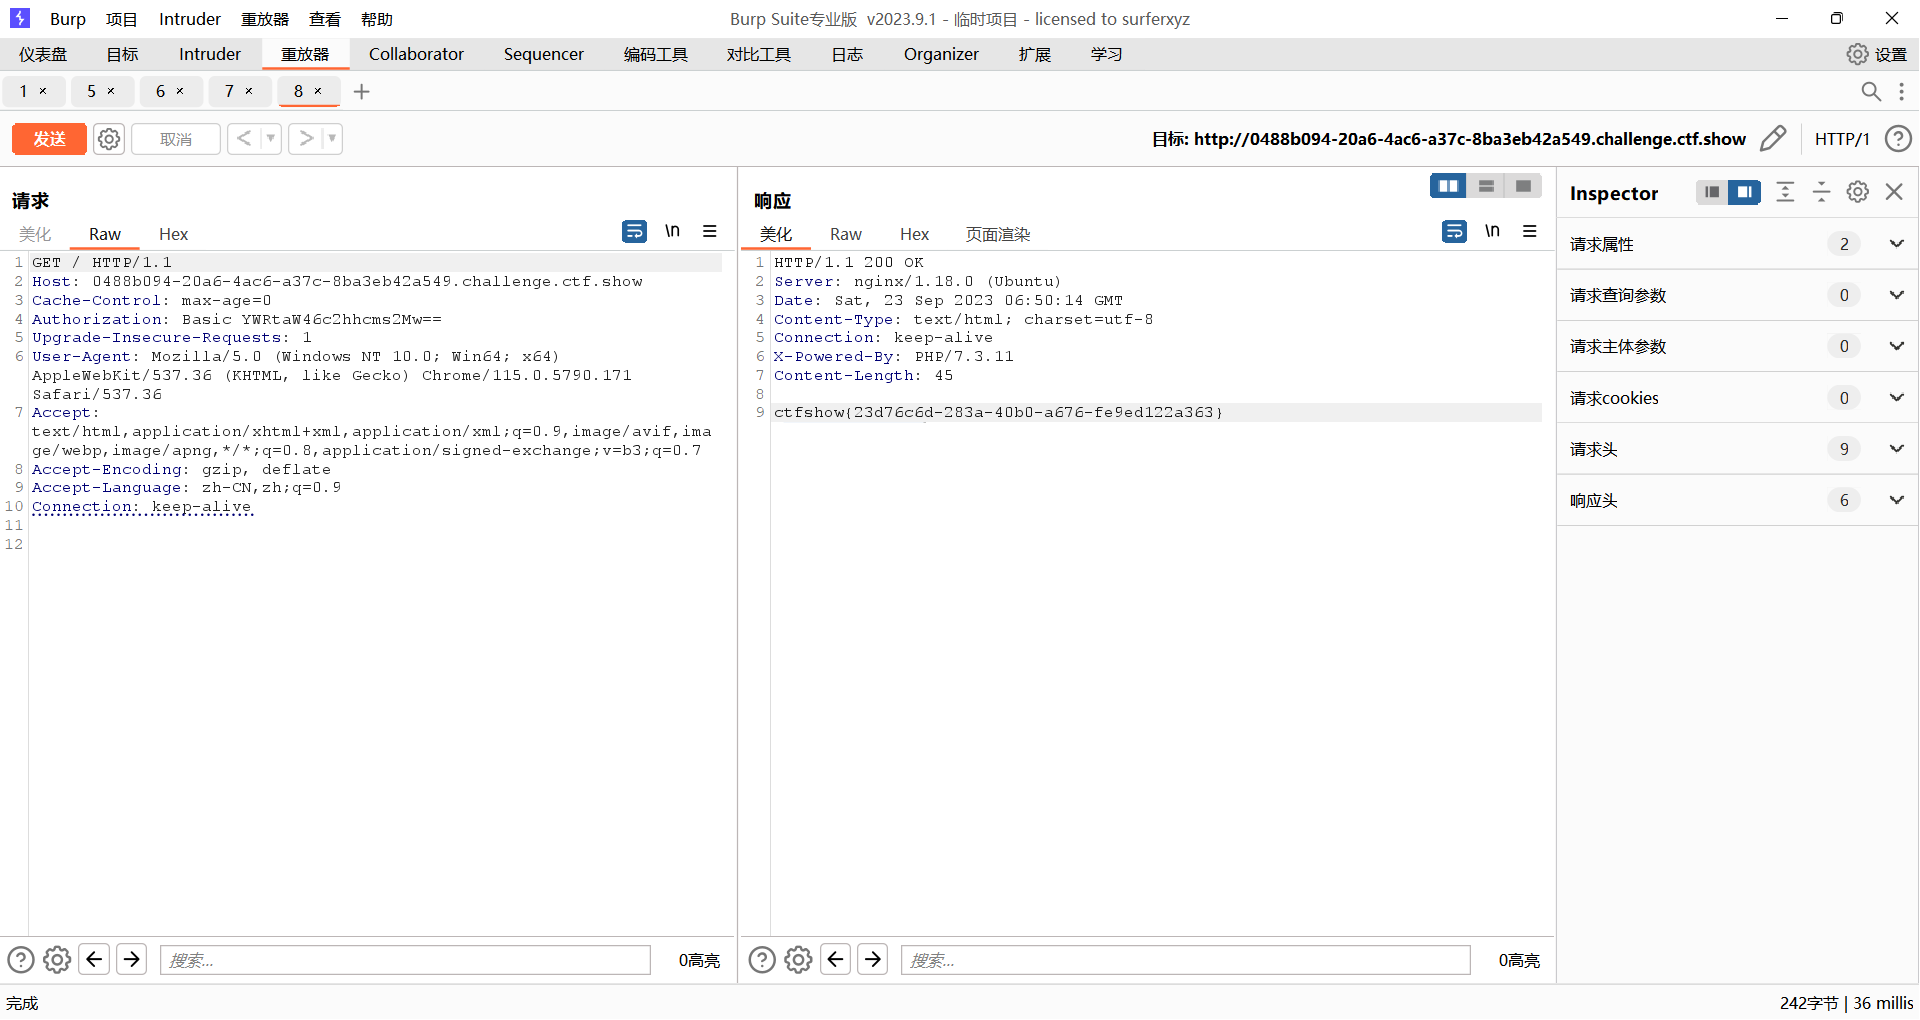 Burp 项目 Intruder 重放器 查看 帮助
Burp Suite专业版 v2023.9.1 - 临时项目 - licensed to surferxyz
仪表盘 目标 Intruder 重放器 Collaborator Sequencer 编码工具 对比工具 日志 Organizer 扩展 学习 设置
1 × 5 × 6 × 7 × 8 × +
发送 取消 < >
目标: http://0488b094-20a6-4ac6-a37c-8ba3eb42a549.challenge.ctf.show HTTP/1
请求
美化 Raw Hex \n
1 GET / HTTP/1.1
2 Host: 0488b094-20a6-4ac6-a37c-8ba3eb42a549.challenge.ctf.show
3 Cache-Control: max-age=0
4 Authorization: Basic YWRtaW46c2hhcms2Mw==
5 Upgrade-Insecure-Requests: 1
6 User-Agent: Mozilla/5.0 (Windows NT 10.0; Win64; x64)
AppleWebKit/537.36 (KHTML, like Gecko) Chrome/115.0.5790.171
Safari/537.36
7 Accept:
text/html,application/xhtml+xml,application/xml;q=0.9,image/avif,ima
ge/webp,image/apng,*/*;q=0.8,application/signed-exchange;v=b3;q=0.7
8 Accept-Encoding: gzip, deflate
9 Accept-Language: zh-CN,zh;q=0.9
10 Connection: keep-alive
11
12
搜索... 0高亮
响应
美化 Raw Hex 页面渲染 \n
1 HTTP/1.1 200 OK
2 Server: nginx/1.18.0 (Ubuntu)
3 Date: Sat, 23 Sep 2023 06:50:14 GMT
4 Content-Type: text/html; charset=utf-8
5 Connection: keep-alive
6 X-Powered-By: PHP/7.3.11
7 Content-Length: 45
8
9 ctfshow{23d76c6d-283a-40b0-a676-fe9ed122a363}
搜索... 0高亮
Inspector
请求属性 2
请求查询参数 0
请求主体参数 0
请求cookies 0
请求头 9
响应头 6
完成
242字节 | 36 millis